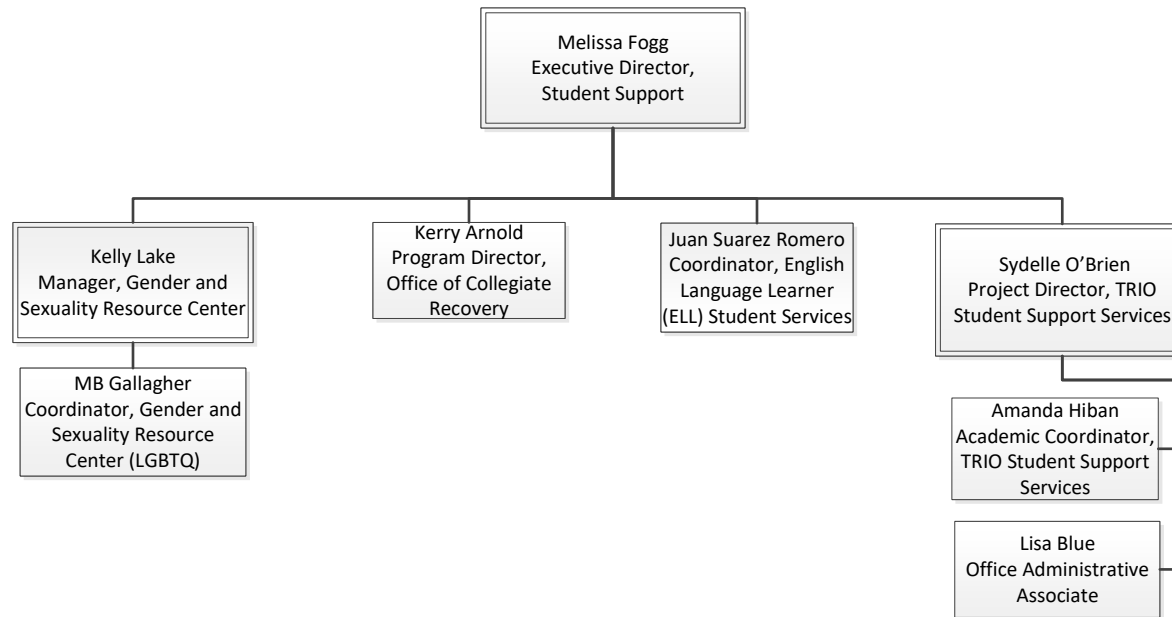 Melissa Fogg
Executive Director,
Student Support
Kelly Lake
Manager, Gender and
Sexuality Resource Center
Kerry Arnold
Program Director,
Office of Collegiate
Recovery
Juan Suarez Romero
Coordinator, English
Language Learner
(ELL) Student Services
Sydelle O’Brien
Project Director, TRIO
Student Support Services
MB Gallagher
Coordinator, Gender and
Sexuality Resource
Center (LGBTQ)
Amanda Hiban
Academic Coordinator,
TRIO Student Support
Services
Lisa Blue
Office Administrative
Associate